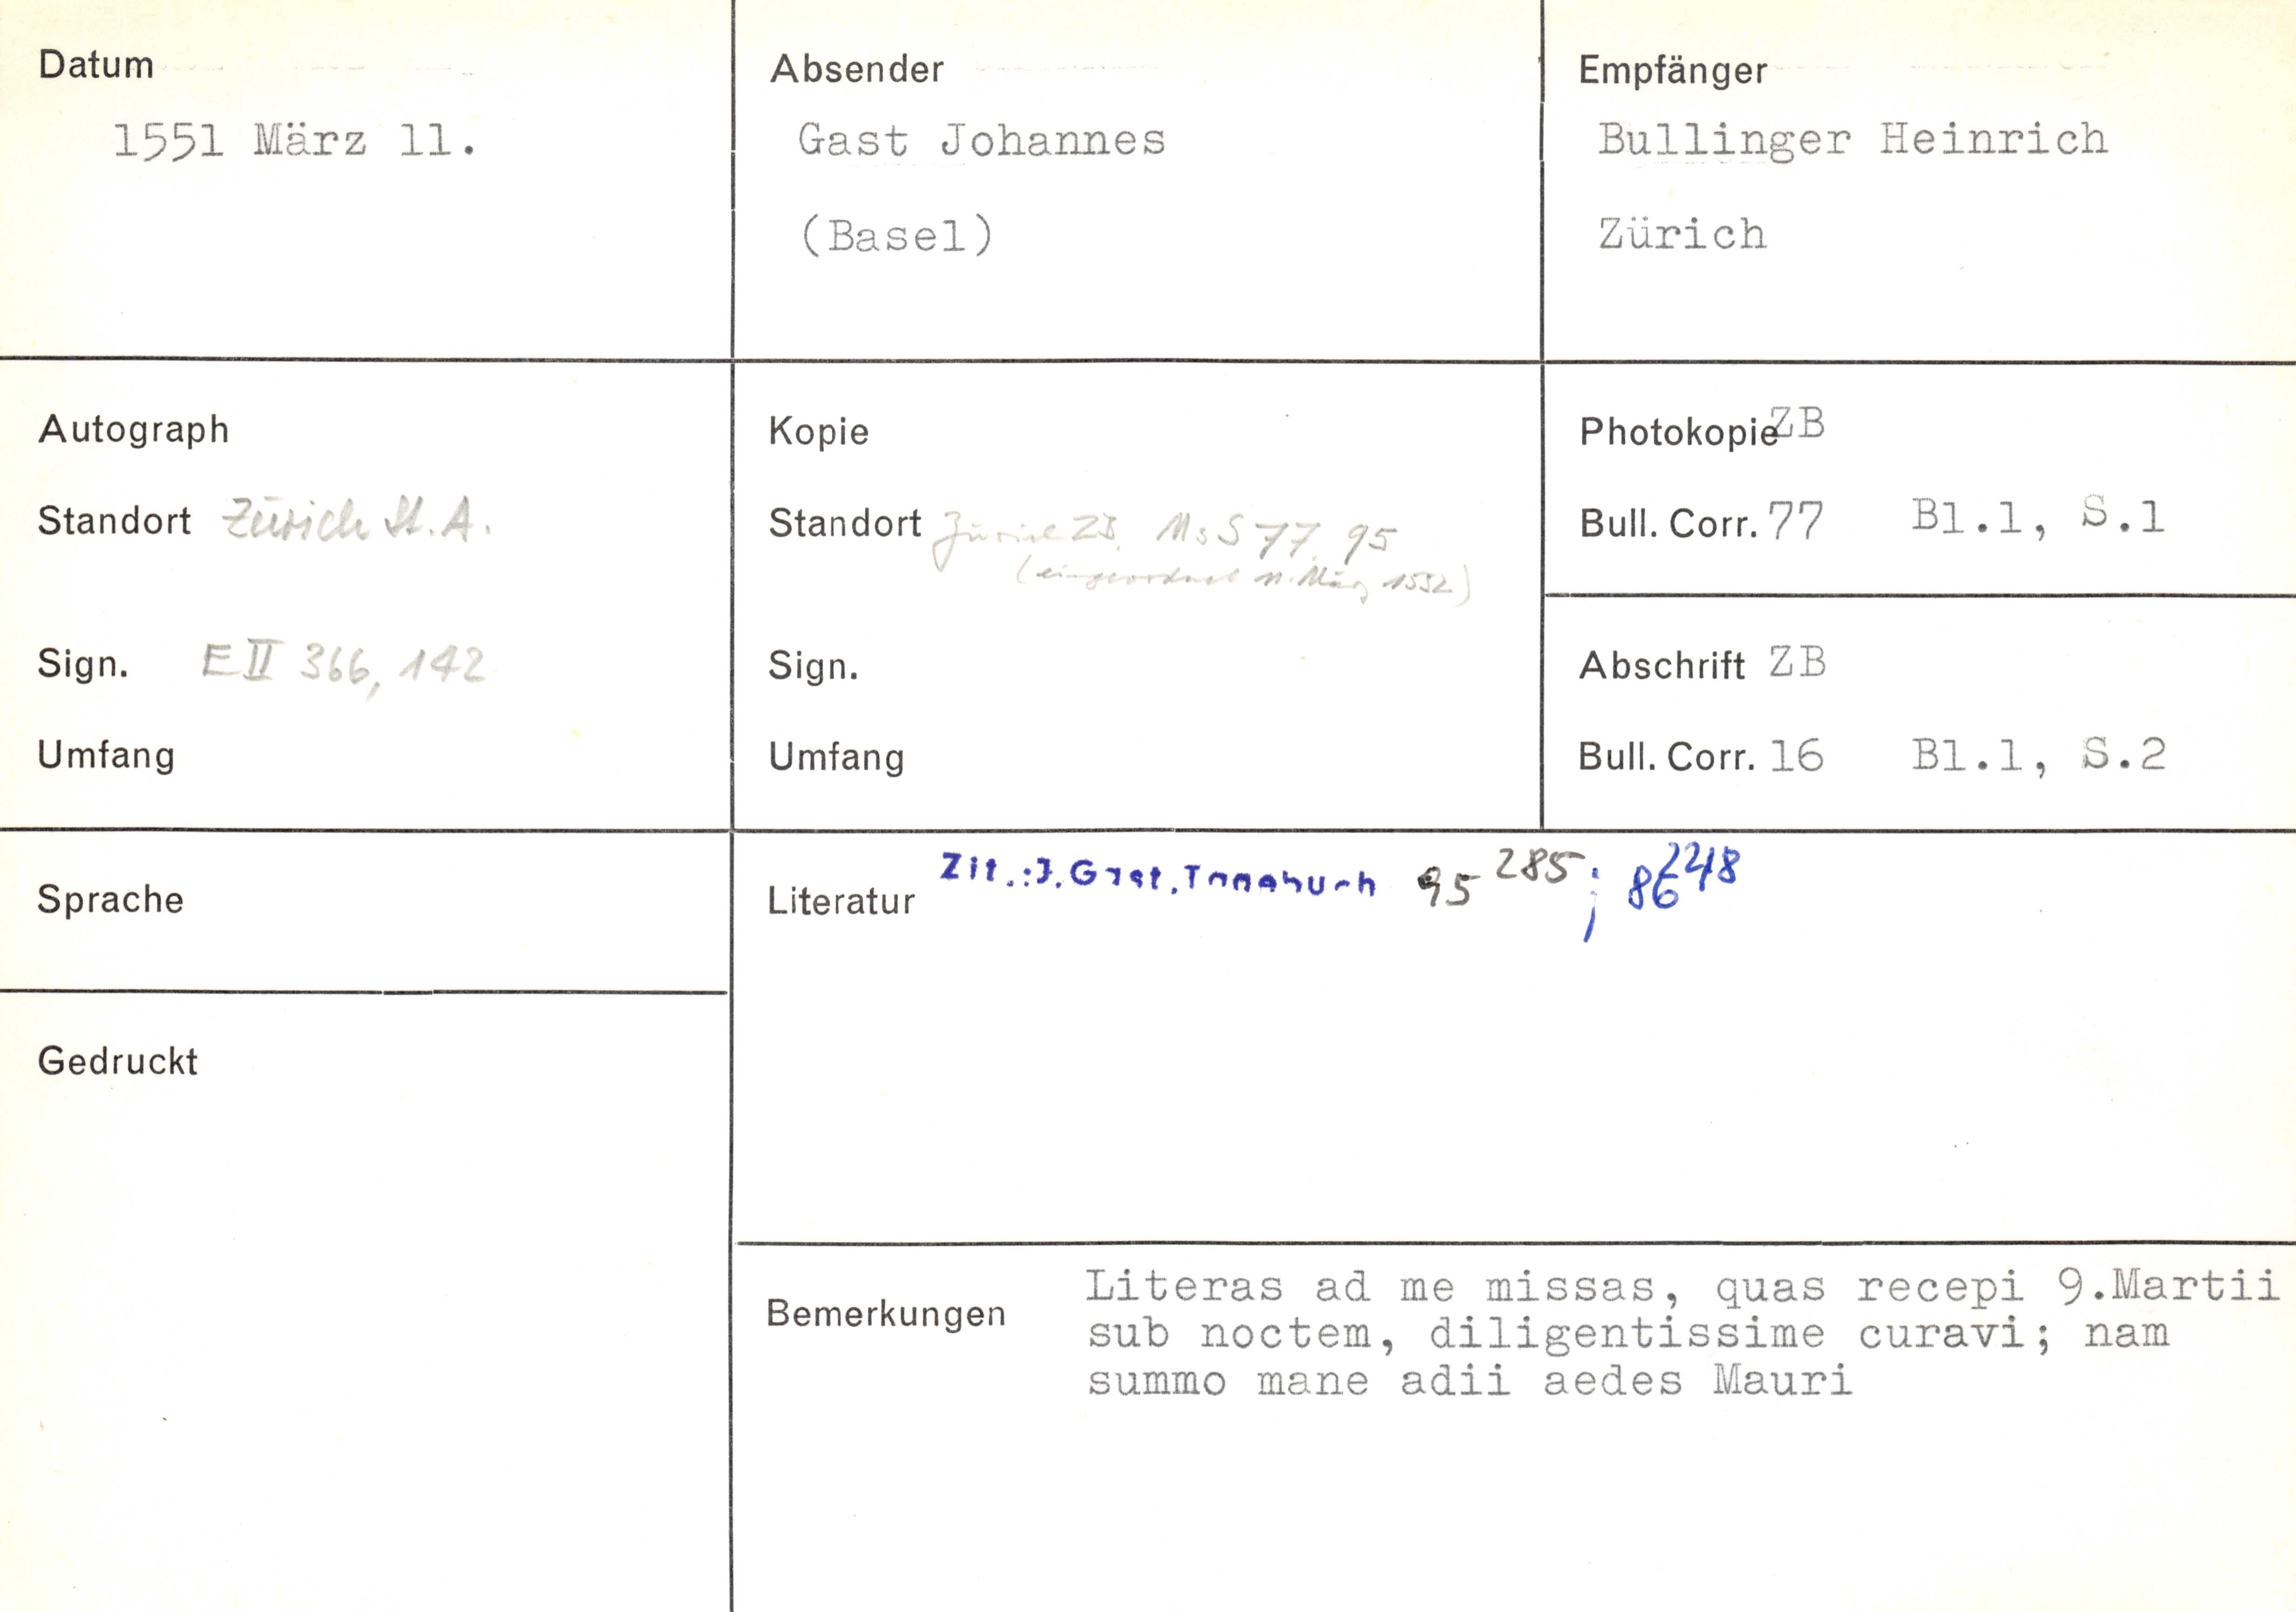 Datum
1551 März 11.
Absender
Gast Johannes
(Basel)
Empfänger
Bullinger Heinrich
Zürich
Autograph
Standort Zürich St.A.
Sign. E II 366, 142
Umfang
Kopie
Standort Zürich ZB. Ms S 77, 95
(eingeordnet 11. März 1552)
Sign.
Umfang
Photokopie ZB
Bull. Corr. 77 Bl.1, S.1
Abschrift ZB
Bull. Corr. 16 Bl.1, S.2
Sprache
Gedruckt
Literatur Zit.:J.Gast,Tagebuch 95 285; 86 248
Bemerkungen Literas ad me missas, quas recepi 9.Martii
sub noctem, diligentissime curavi; nam
summo mane adii aedes Mauri